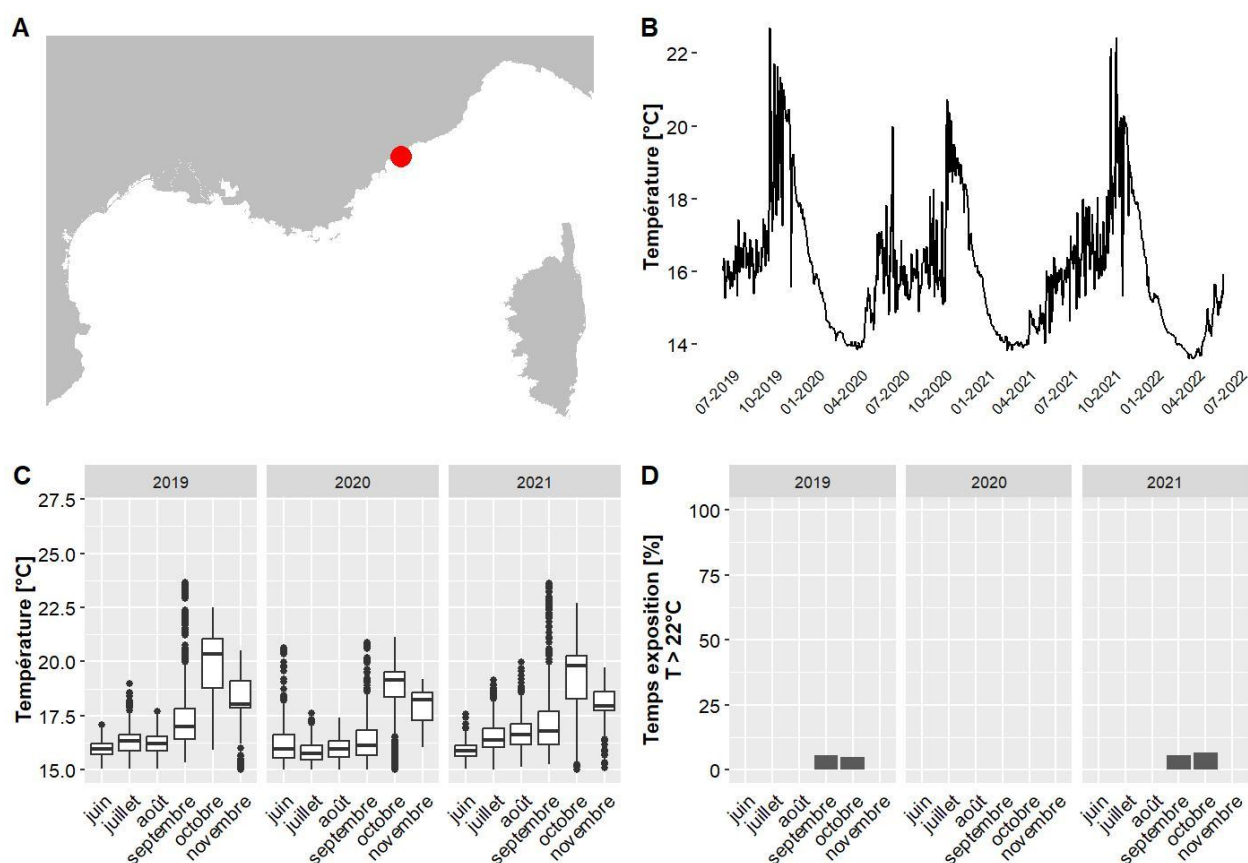 A
B
Température [°C]
22
20
18
16
14
07-2019
10-2019
01-2020
04-2020
07-2020
10-2020
01-2021
04-2021
07-2021
10-2021
01-2022
04-2022
07-2022
C
2019
2020
2021
Température [°C]
27.5
25.0
22.5
20.0
17.5
15.0
juin
juillet
août
septembre
octobre
novembre
juin
juillet
août
septembre
octobre
novembre
juin
juillet
août
septembre
octobre
novembre
D
2019
2020
2021
Temps exposition [%]
T > 22°C
100
75
50
25
0
juin
juillet
août
septembre
octobre
novembre
juin
juillet
août
septembre
octobre
novembre
juin
juillet
août
septembre
octobre
novembre